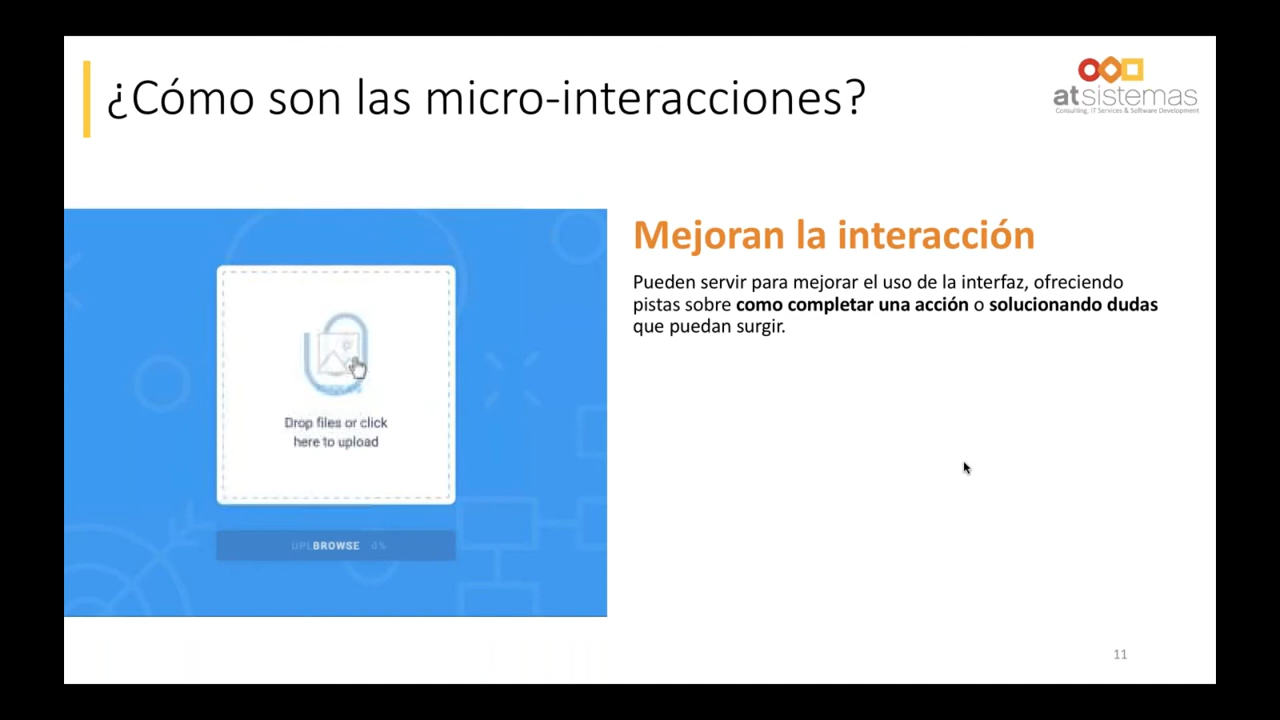 ¿Cómo son las micro-interacciones?
atsistemas
Consulting, IT Services & Software Development
Mejoran la interacción
Pueden servir para mejorar el uso de la interfaz, ofreciendo
pistas sobre como completar una acción o solucionando dudas
que puedan surgir.
Drop files or click
here to upload
BROWSE
11